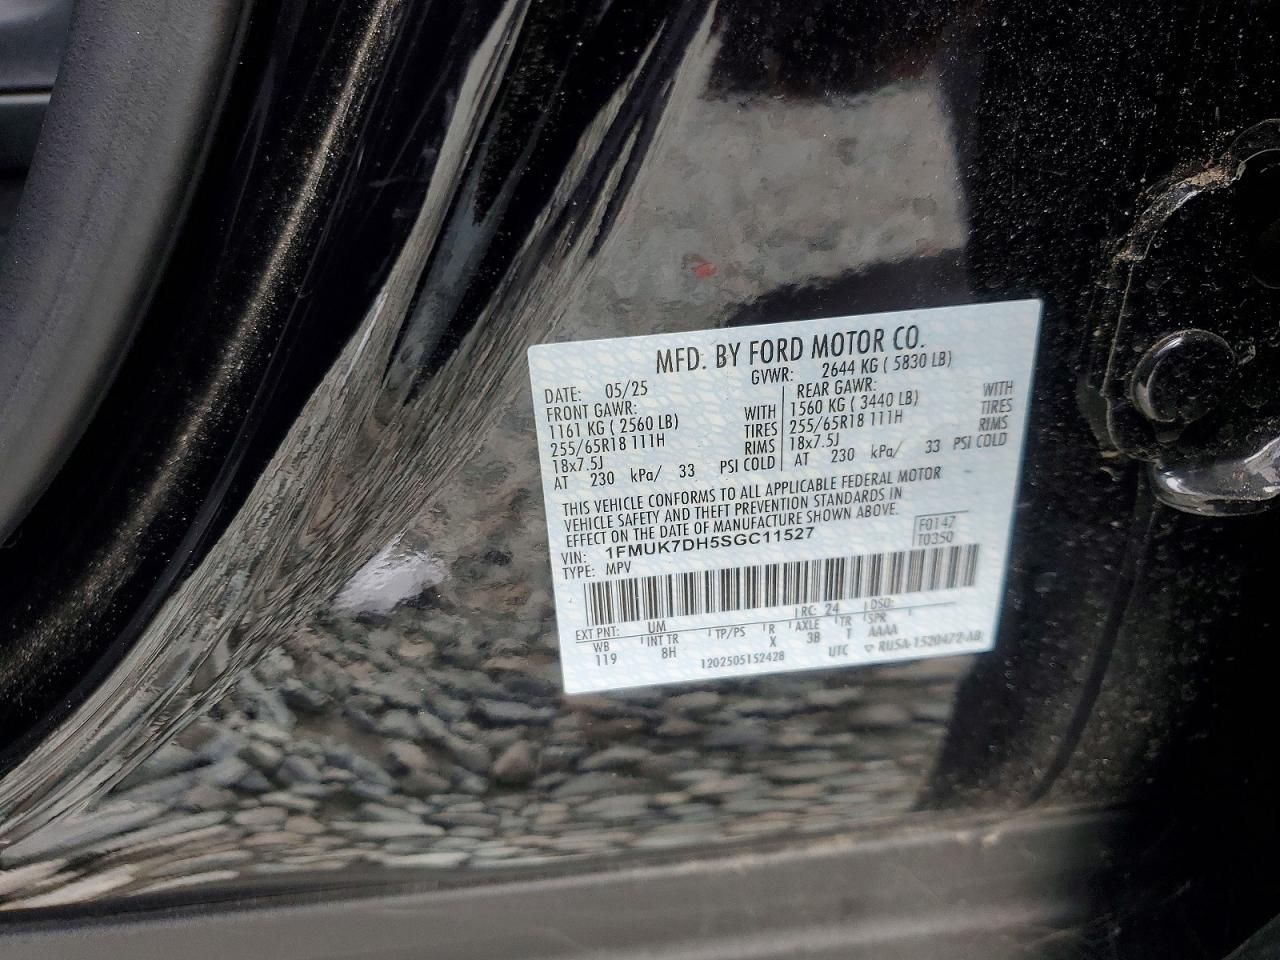 MFD. BY FORD MOTOR CO.
DATE: 05/25 GVWR: 2644 KG ( 5830 LB)
FRONT GAWR: REAR GAWR:
1161 KG ( 2560 LB) WITH 1560 KG ( 3440 LB) WITH
255/65R18 111H TIRES 255/65R18 111H TIRES
18x7.5J RIMS 18x7.5J RIMS
AT 230 kPa/ 33 PSI COLD AT 230 kPa/ 33 PSI COLD
THIS VEHICLE CONFORMS TO ALL APPLICABLE FEDERAL MOTOR
VEHICLE SAFETY AND THEFT PREVENTION STANDARDS IN
EFFECT ON THE DATE OF MANUFACTURE SHOWN ABOVE.
VIN: 1FMUK7DH5SGC11527 F0147
TYPE: MPV T0350
EXT PNT: UM RC: 24 DSO:
WB INT TR TP/PS R AXLE TR SPR
119 8H X 3B T AAAA
1202505152428 UTC ▽ RU5A-1520472-AB